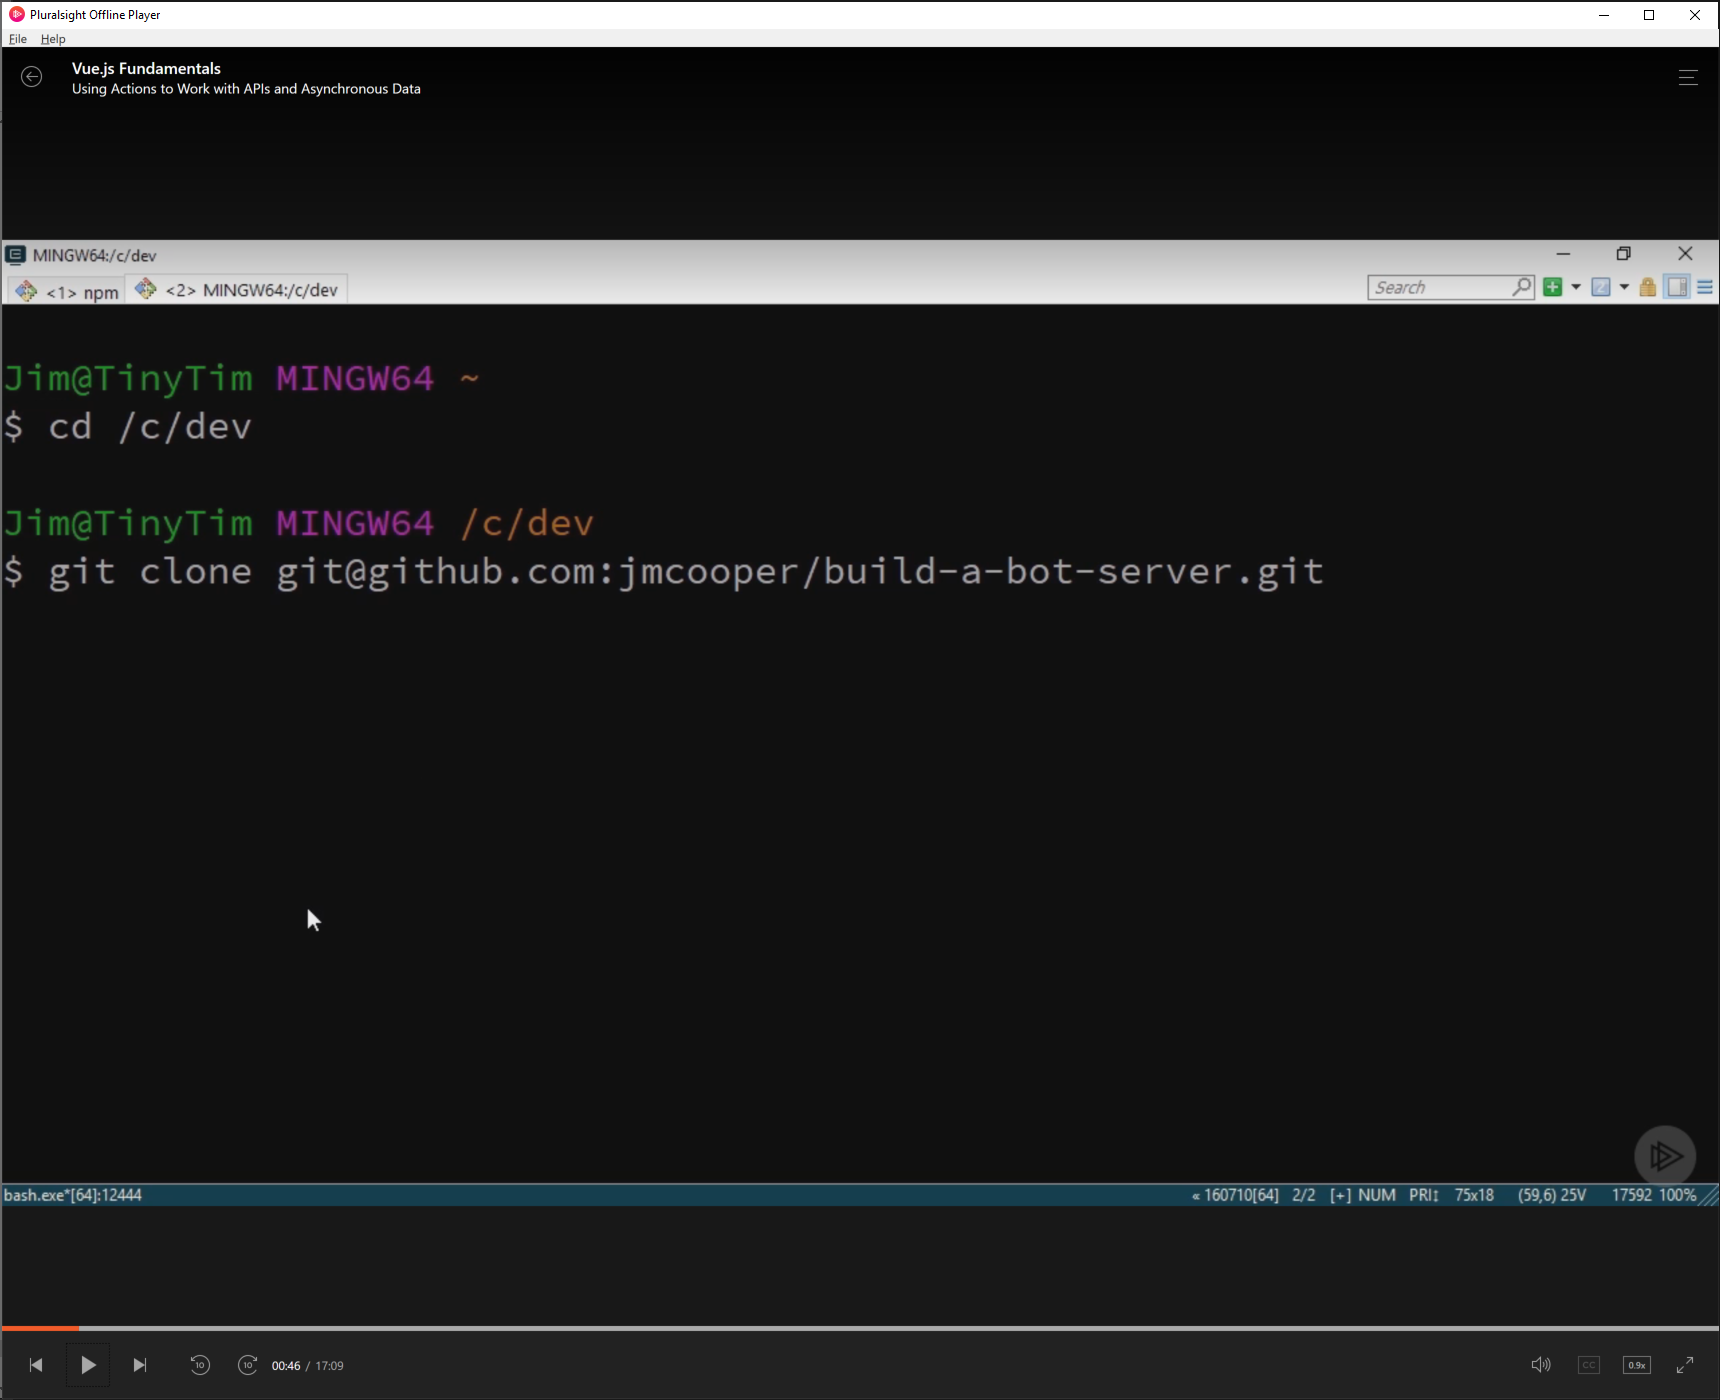 Pluralsight Offline Player
File Help
Vue.js Fundamentals
Using Actions to Work with APIs and Asynchronous Data
MINGW64:/c/dev
<1> npm <2> MINGW64:/c/dev Search
Jim@TinyTim MINGW64 ~
$ cd /c/dev
Jim@TinyTim MINGW64 /c/dev
$ git clone git@github.com:jmcooper/build-a-bot-server.git
bash.exe*[64]:12444 « 160710[64] 2/2 [+] NUM PRI↕ 75x18 (59,6) 25V 17592 100%
10 10 00:46 / 17:09 CC 0.9x